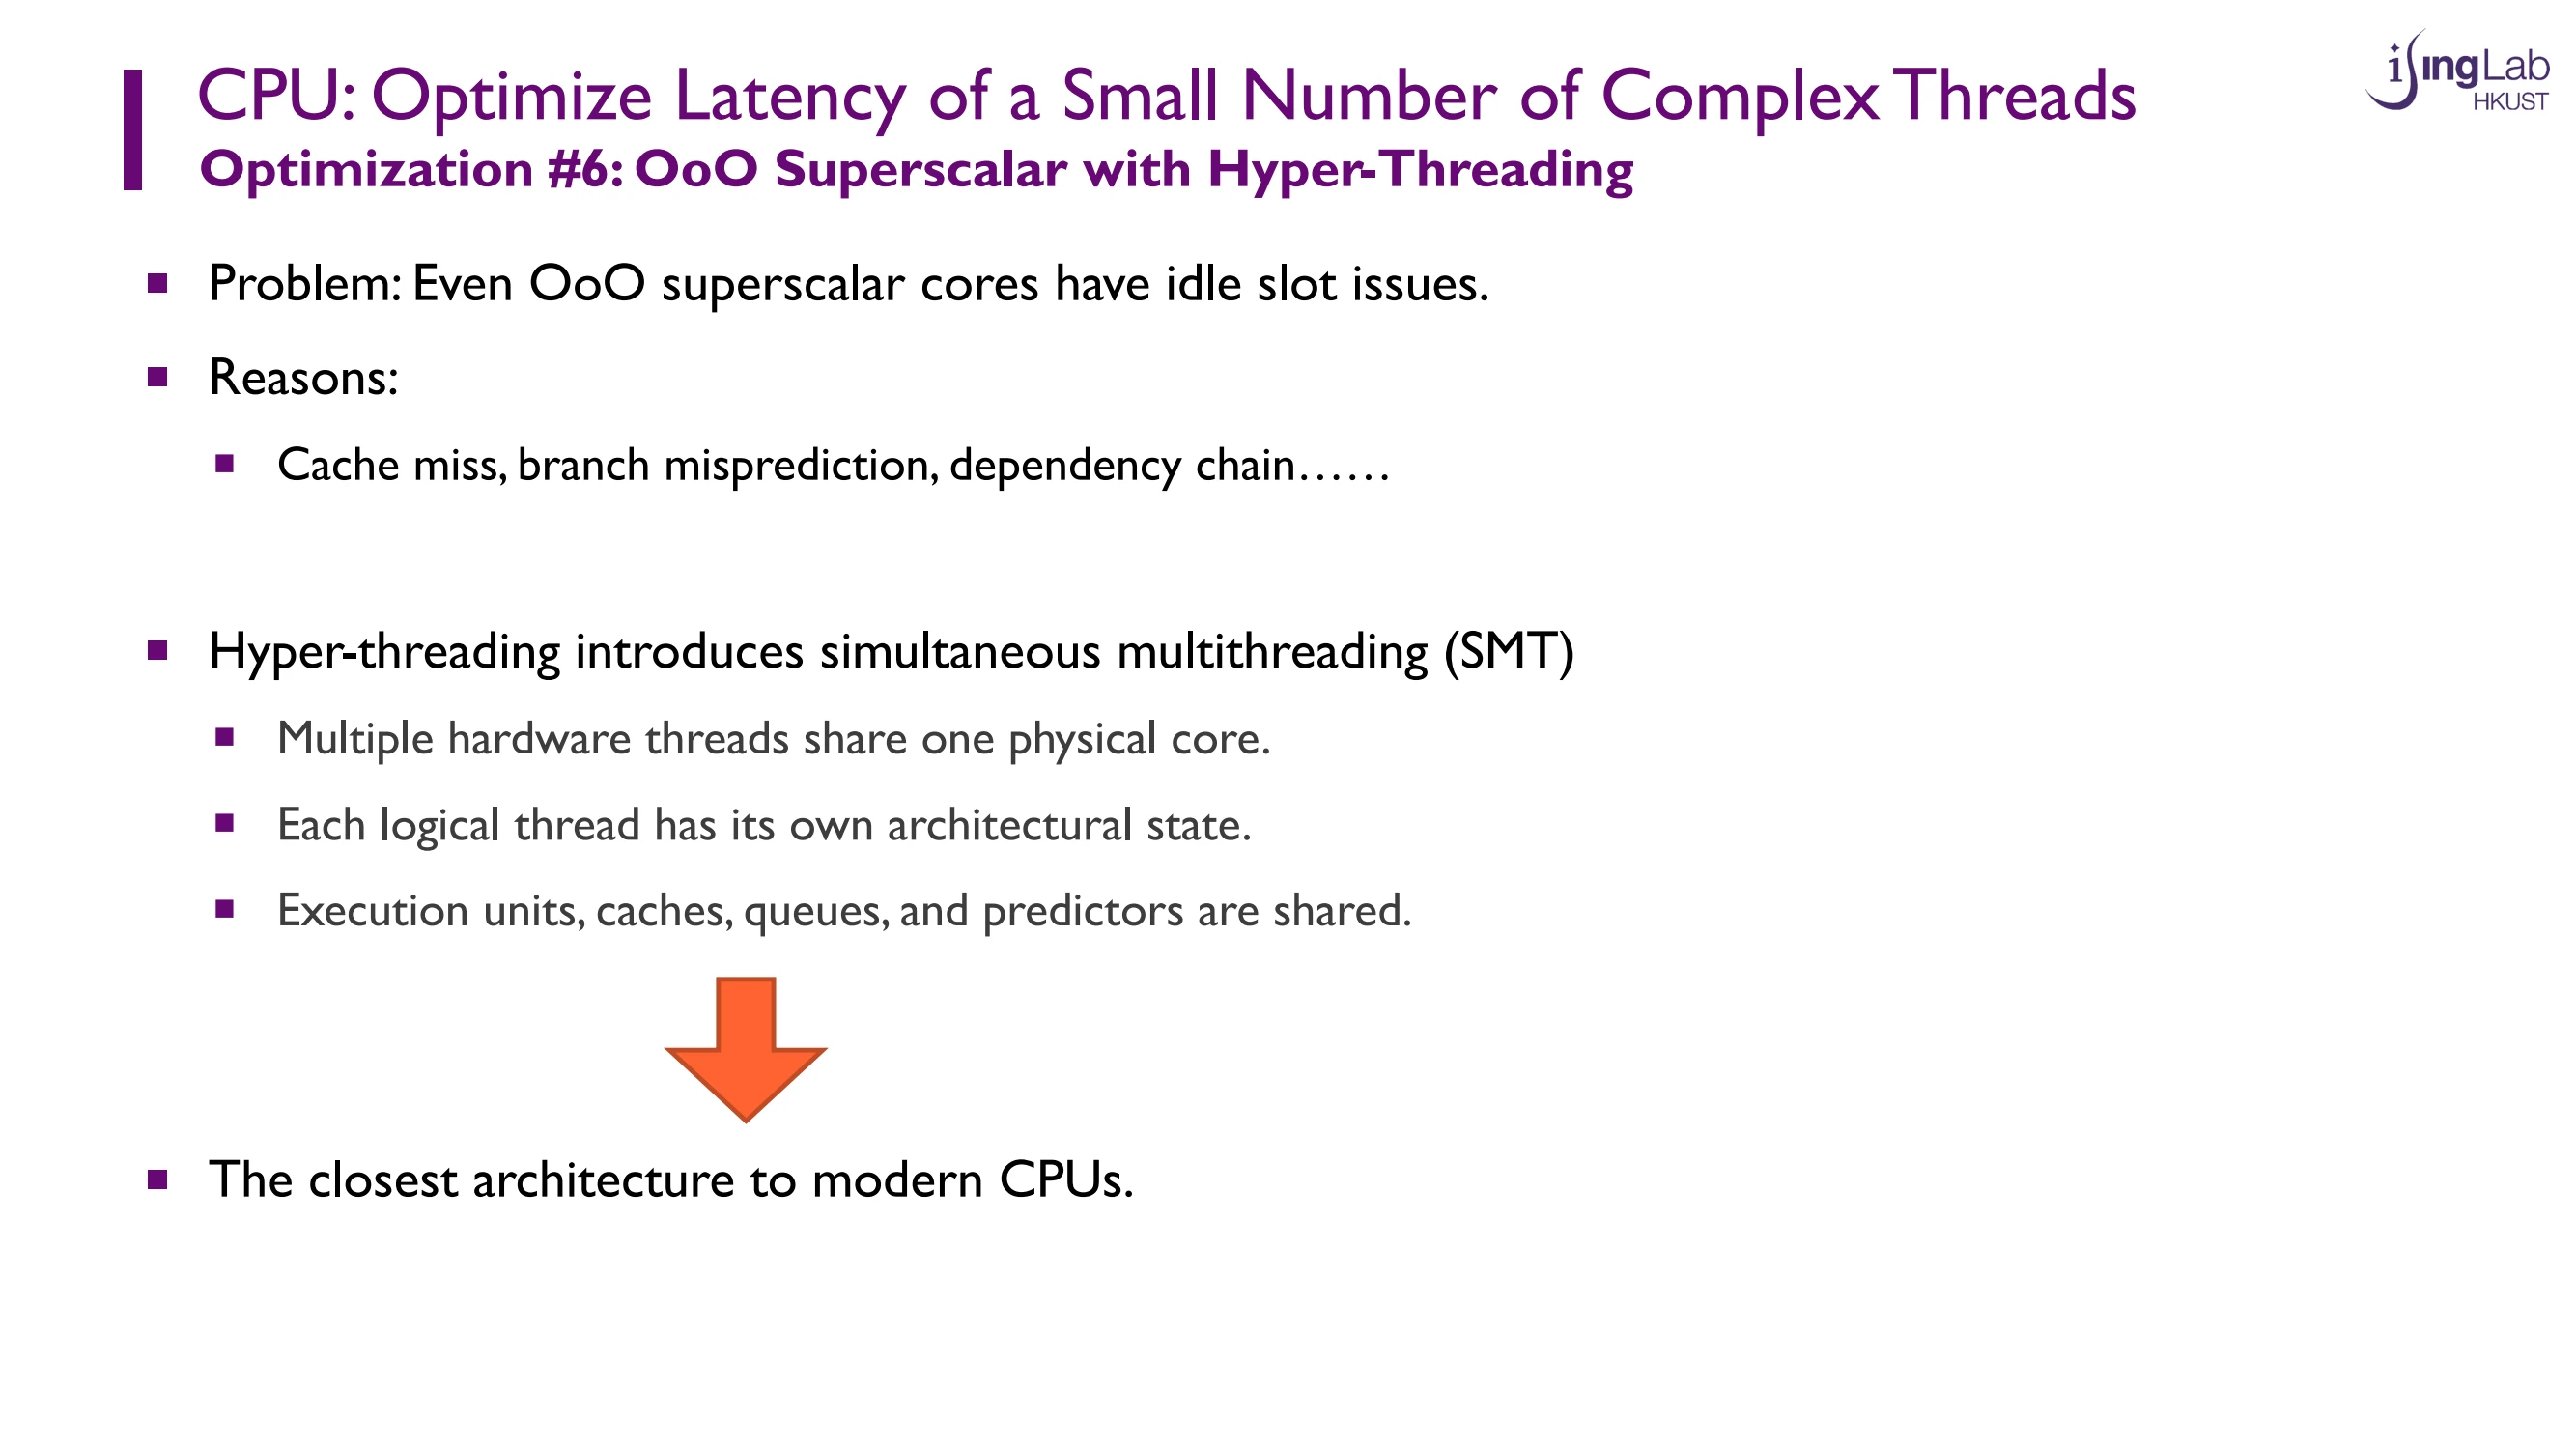 CPU: Optimize Latency of a Small Number of Complex Threads
Optimization #6: OoO Superscalar with Hyper-Threading
iSingLab
HKUST
Problem: Even OoO superscalar cores have idle slot issues.
Reasons:
Cache miss, branch misprediction, dependency chain……
Hyper-threading introduces simultaneous multithreading (SMT)
Multiple hardware threads share one physical core.
Each logical thread has its own architectural state.
Execution units, caches, queues, and predictors are shared.
The closest architecture to modern CPUs.